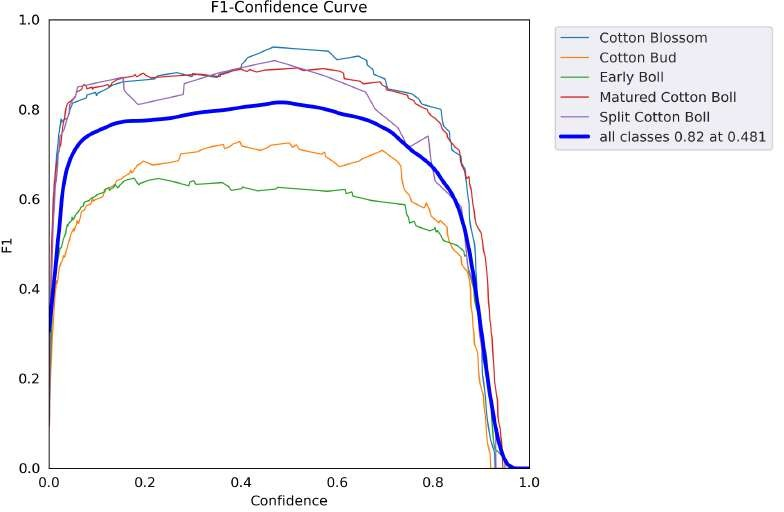 F1-Confidence Curve
1.0
0.8
0.6
0.4
0.2
0.0
F1
0.0 0.2 0.4 0.6 0.8 1.0
Confidence
Cotton Blossom
Cotton Bud
Early Boll
Matured Cotton Boll
Split Cotton Boll
all classes 0.82 at 0.481